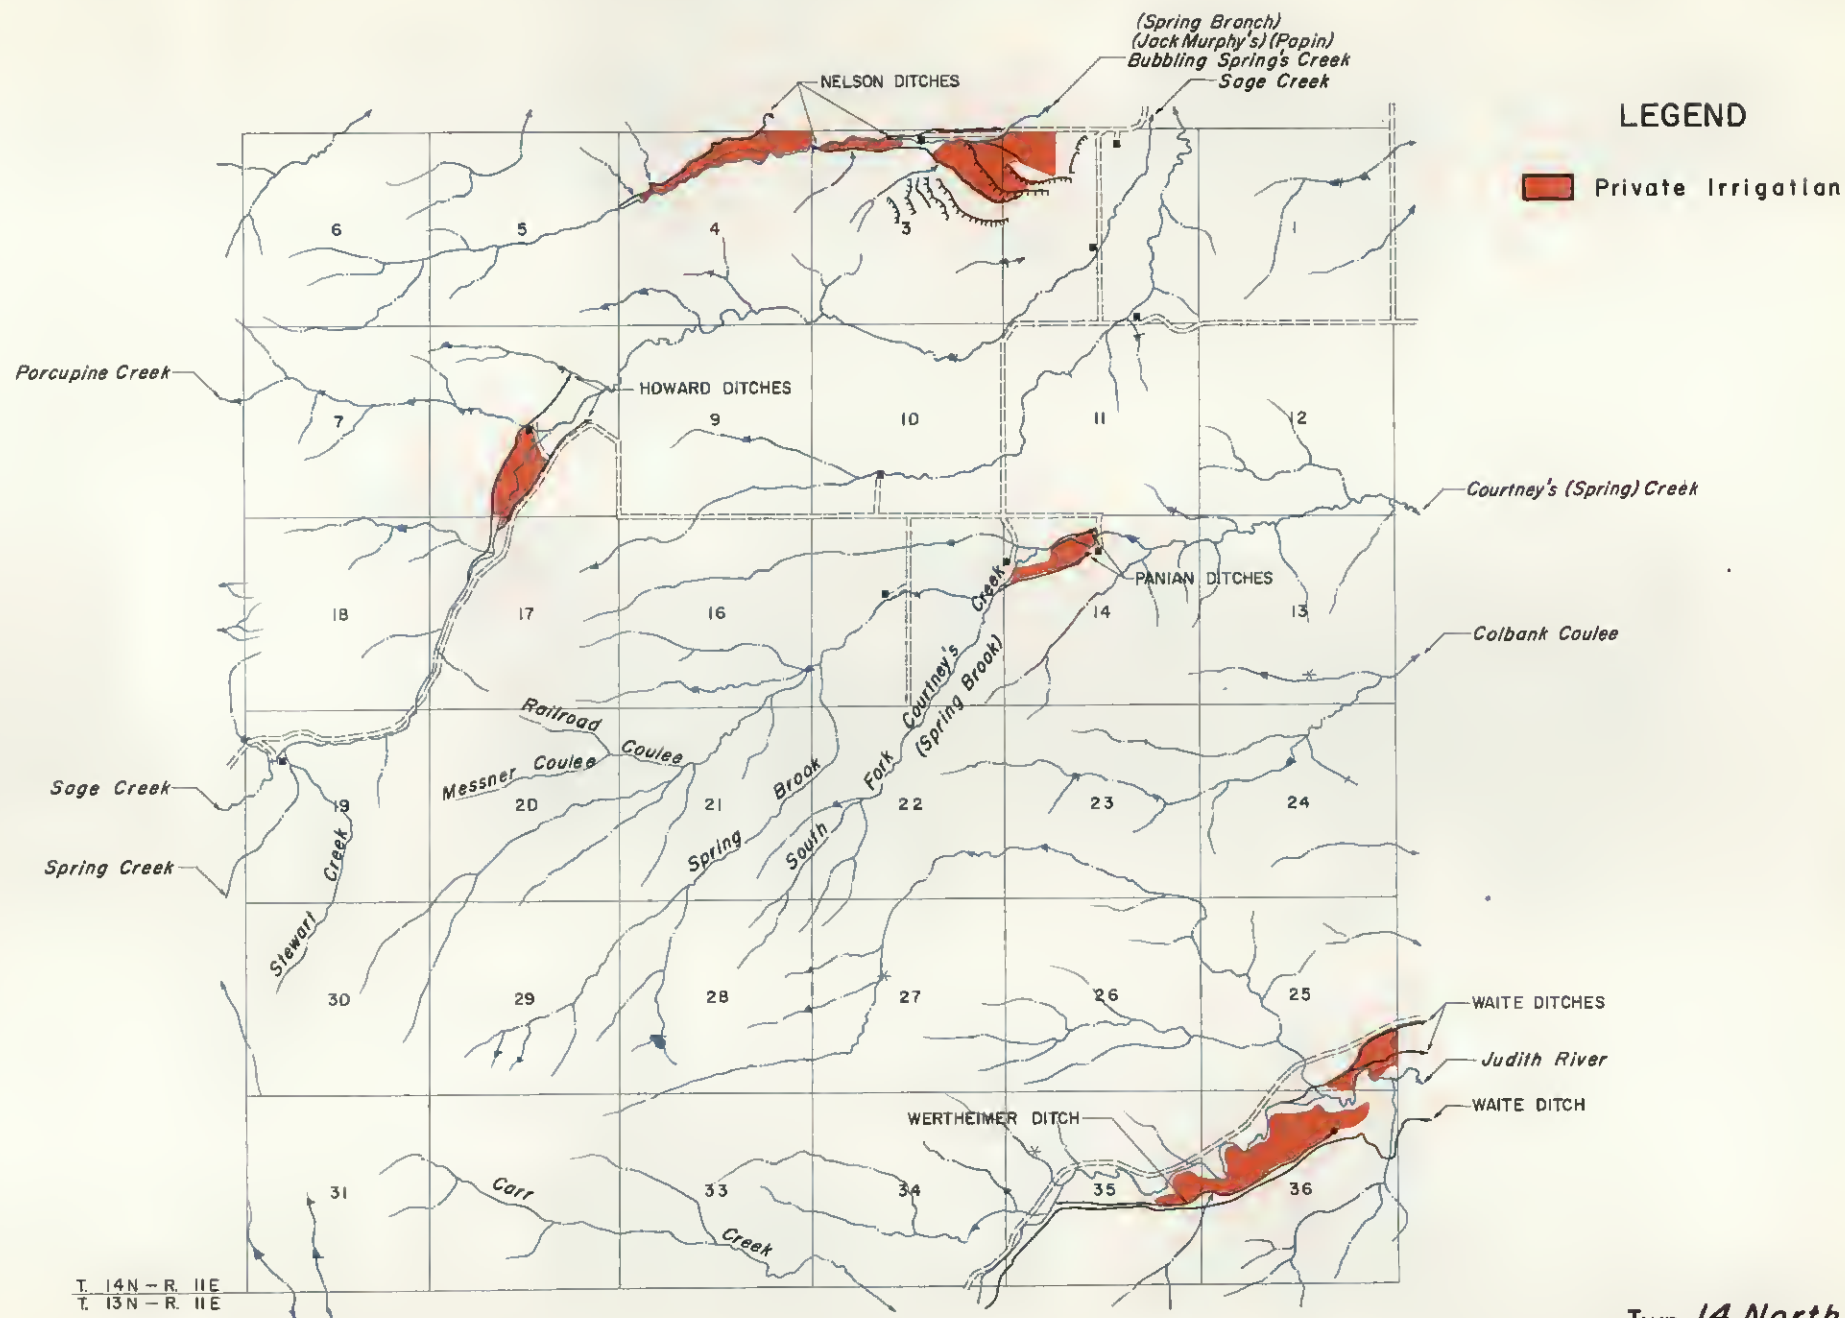 (Spring Branch)
(Jack Murphy's) (Papin)
Bubbling Spring's Creek
Sage Creek
NELSON DITCHES
LEGEND
Private Irrigation
6
5
4
3
1
Porcupine Creek
HOWARD DITCHES
7
9
10
11
12
Courtney's (Spring) Creek
PANIAN DITCHES
18
17
16
14
13
Creek
Courtney's
(Spring Brook)
Fork
South
Colbank Coulee
Railroad
Coulee
Messner Coulee
Brook
Spring
Sage Creek
19
20
21
22
23
24
Spring Creek
Creek
Stewart
30
29
28
27
26
25
WAITE DITCHES
Judith River
WAITE DITCH
WERTHEIMER DITCH
31
Carr
Creek
33
34
35
36
T. 14N – R. 11E
T. 13N – R. 11E
Twp. 14 North